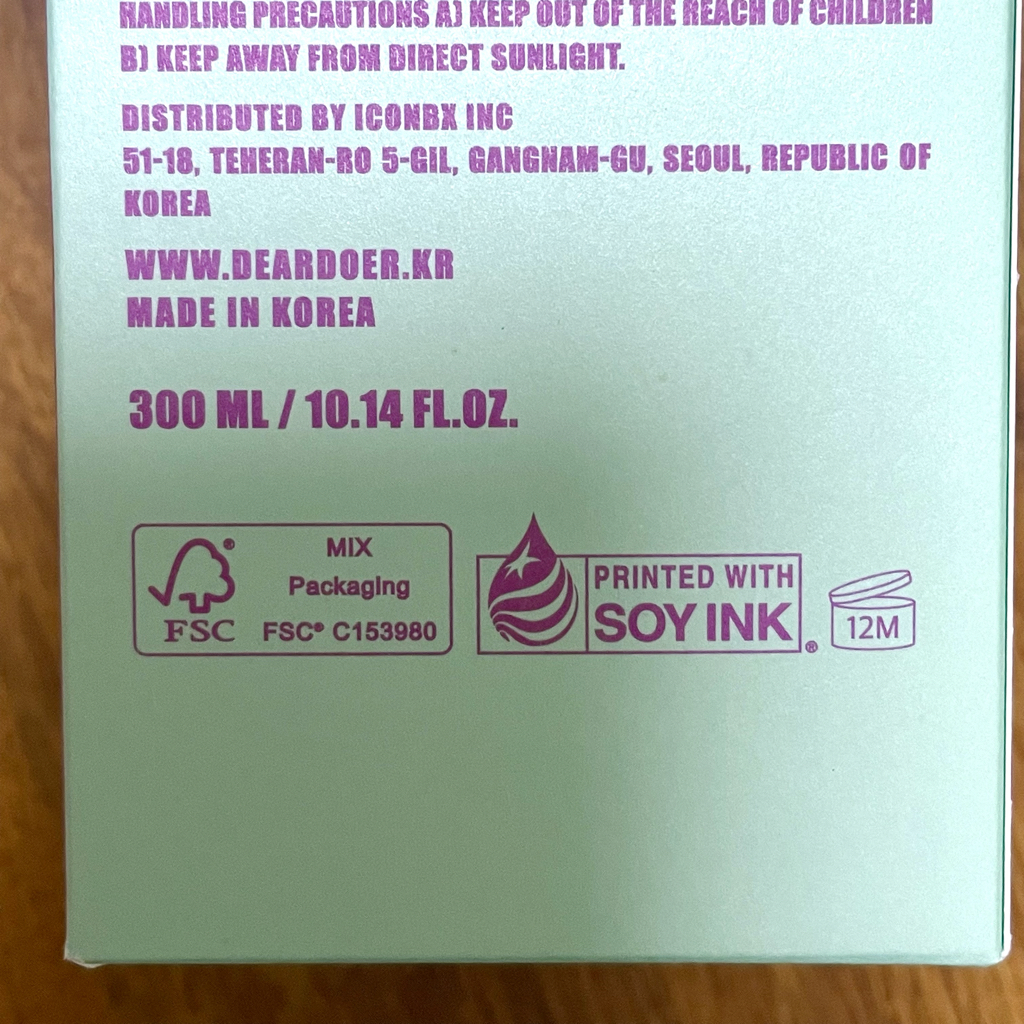 HANDLING PRECAUTIONS A) KEEP OUT OF THE REACH OF CHILDREN
B) KEEP AWAY FROM DIRECT SUNLIGHT.
DISTRIBUTED BY ICONBX INC
51-18, TEHERAN-RO 5-GIL, GANGNAM-GU, SEOUL, REPUBLIC OF
KOREA
WWW.DEARDOER.KR
MADE IN KOREA
300 ML / 10.14 FL.OZ.
®
FSC
MIX
Packaging
FSC® C153980
PRINTED WITH
SOY INK
®
12M